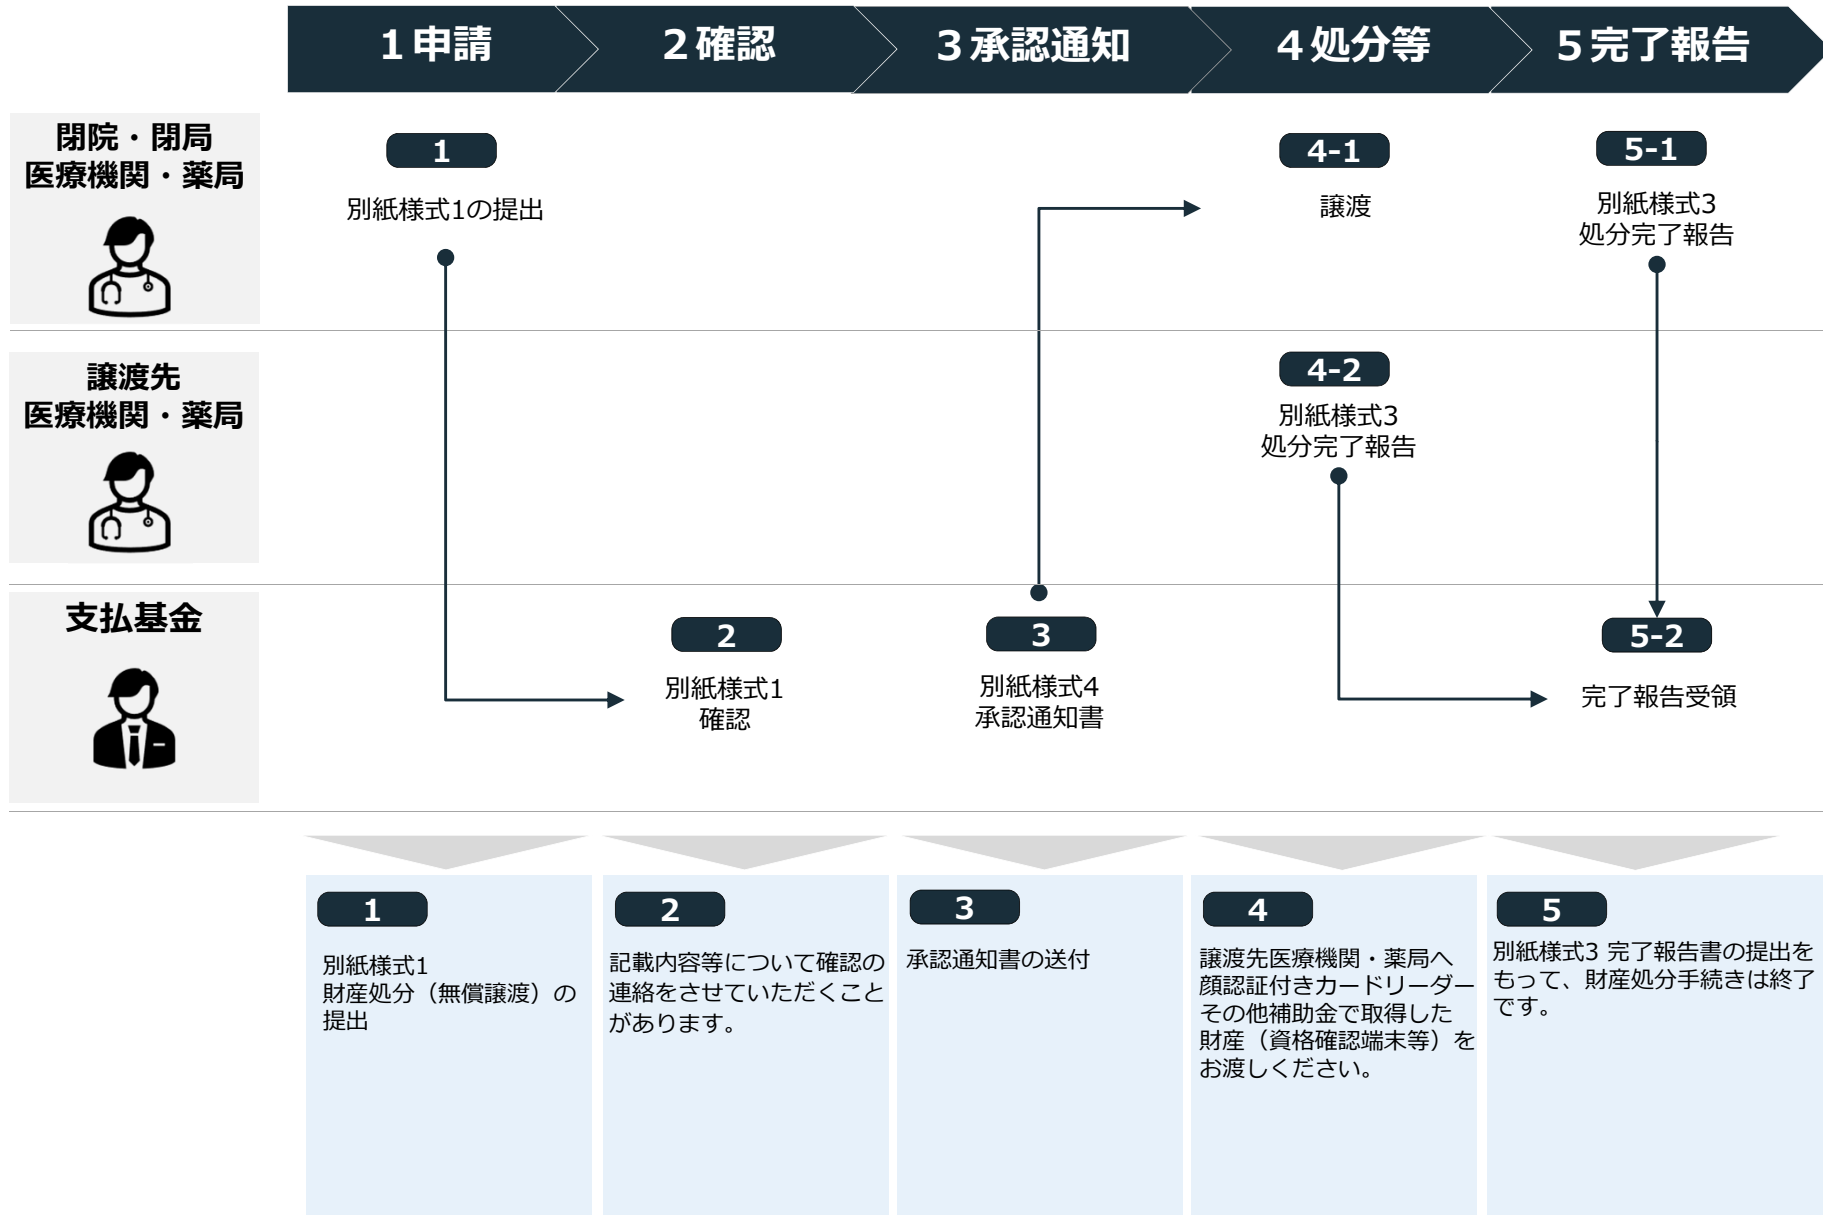 1申請
2確認
3承認通知
4処分等
5完了報告
閉院・閉局
医療機関・薬局
1
別紙様式1の提出
4-1
譲渡
5-1
別紙様式3
処分完了報告
譲渡先
医療機関・薬局
4-2
別紙様式3
処分完了報告
支払基金
2
別紙様式1
確認
3
別紙様式4
承認通知書
5-2
完了報告受領
1
別紙様式1
財産処分（無償譲渡）の
提出
2
記載内容等について確認の
連絡をさせていただくこと
があります。
3
承認通知書の送付
4
譲渡先医療機関・薬局へ
顔認証付きカードリーダー
その他補助金で取得した
財産（資格確認端末等）を
お渡しください。
5
別紙様式3 完了報告書の提出を
もって、財産処分手続きは終了
です。